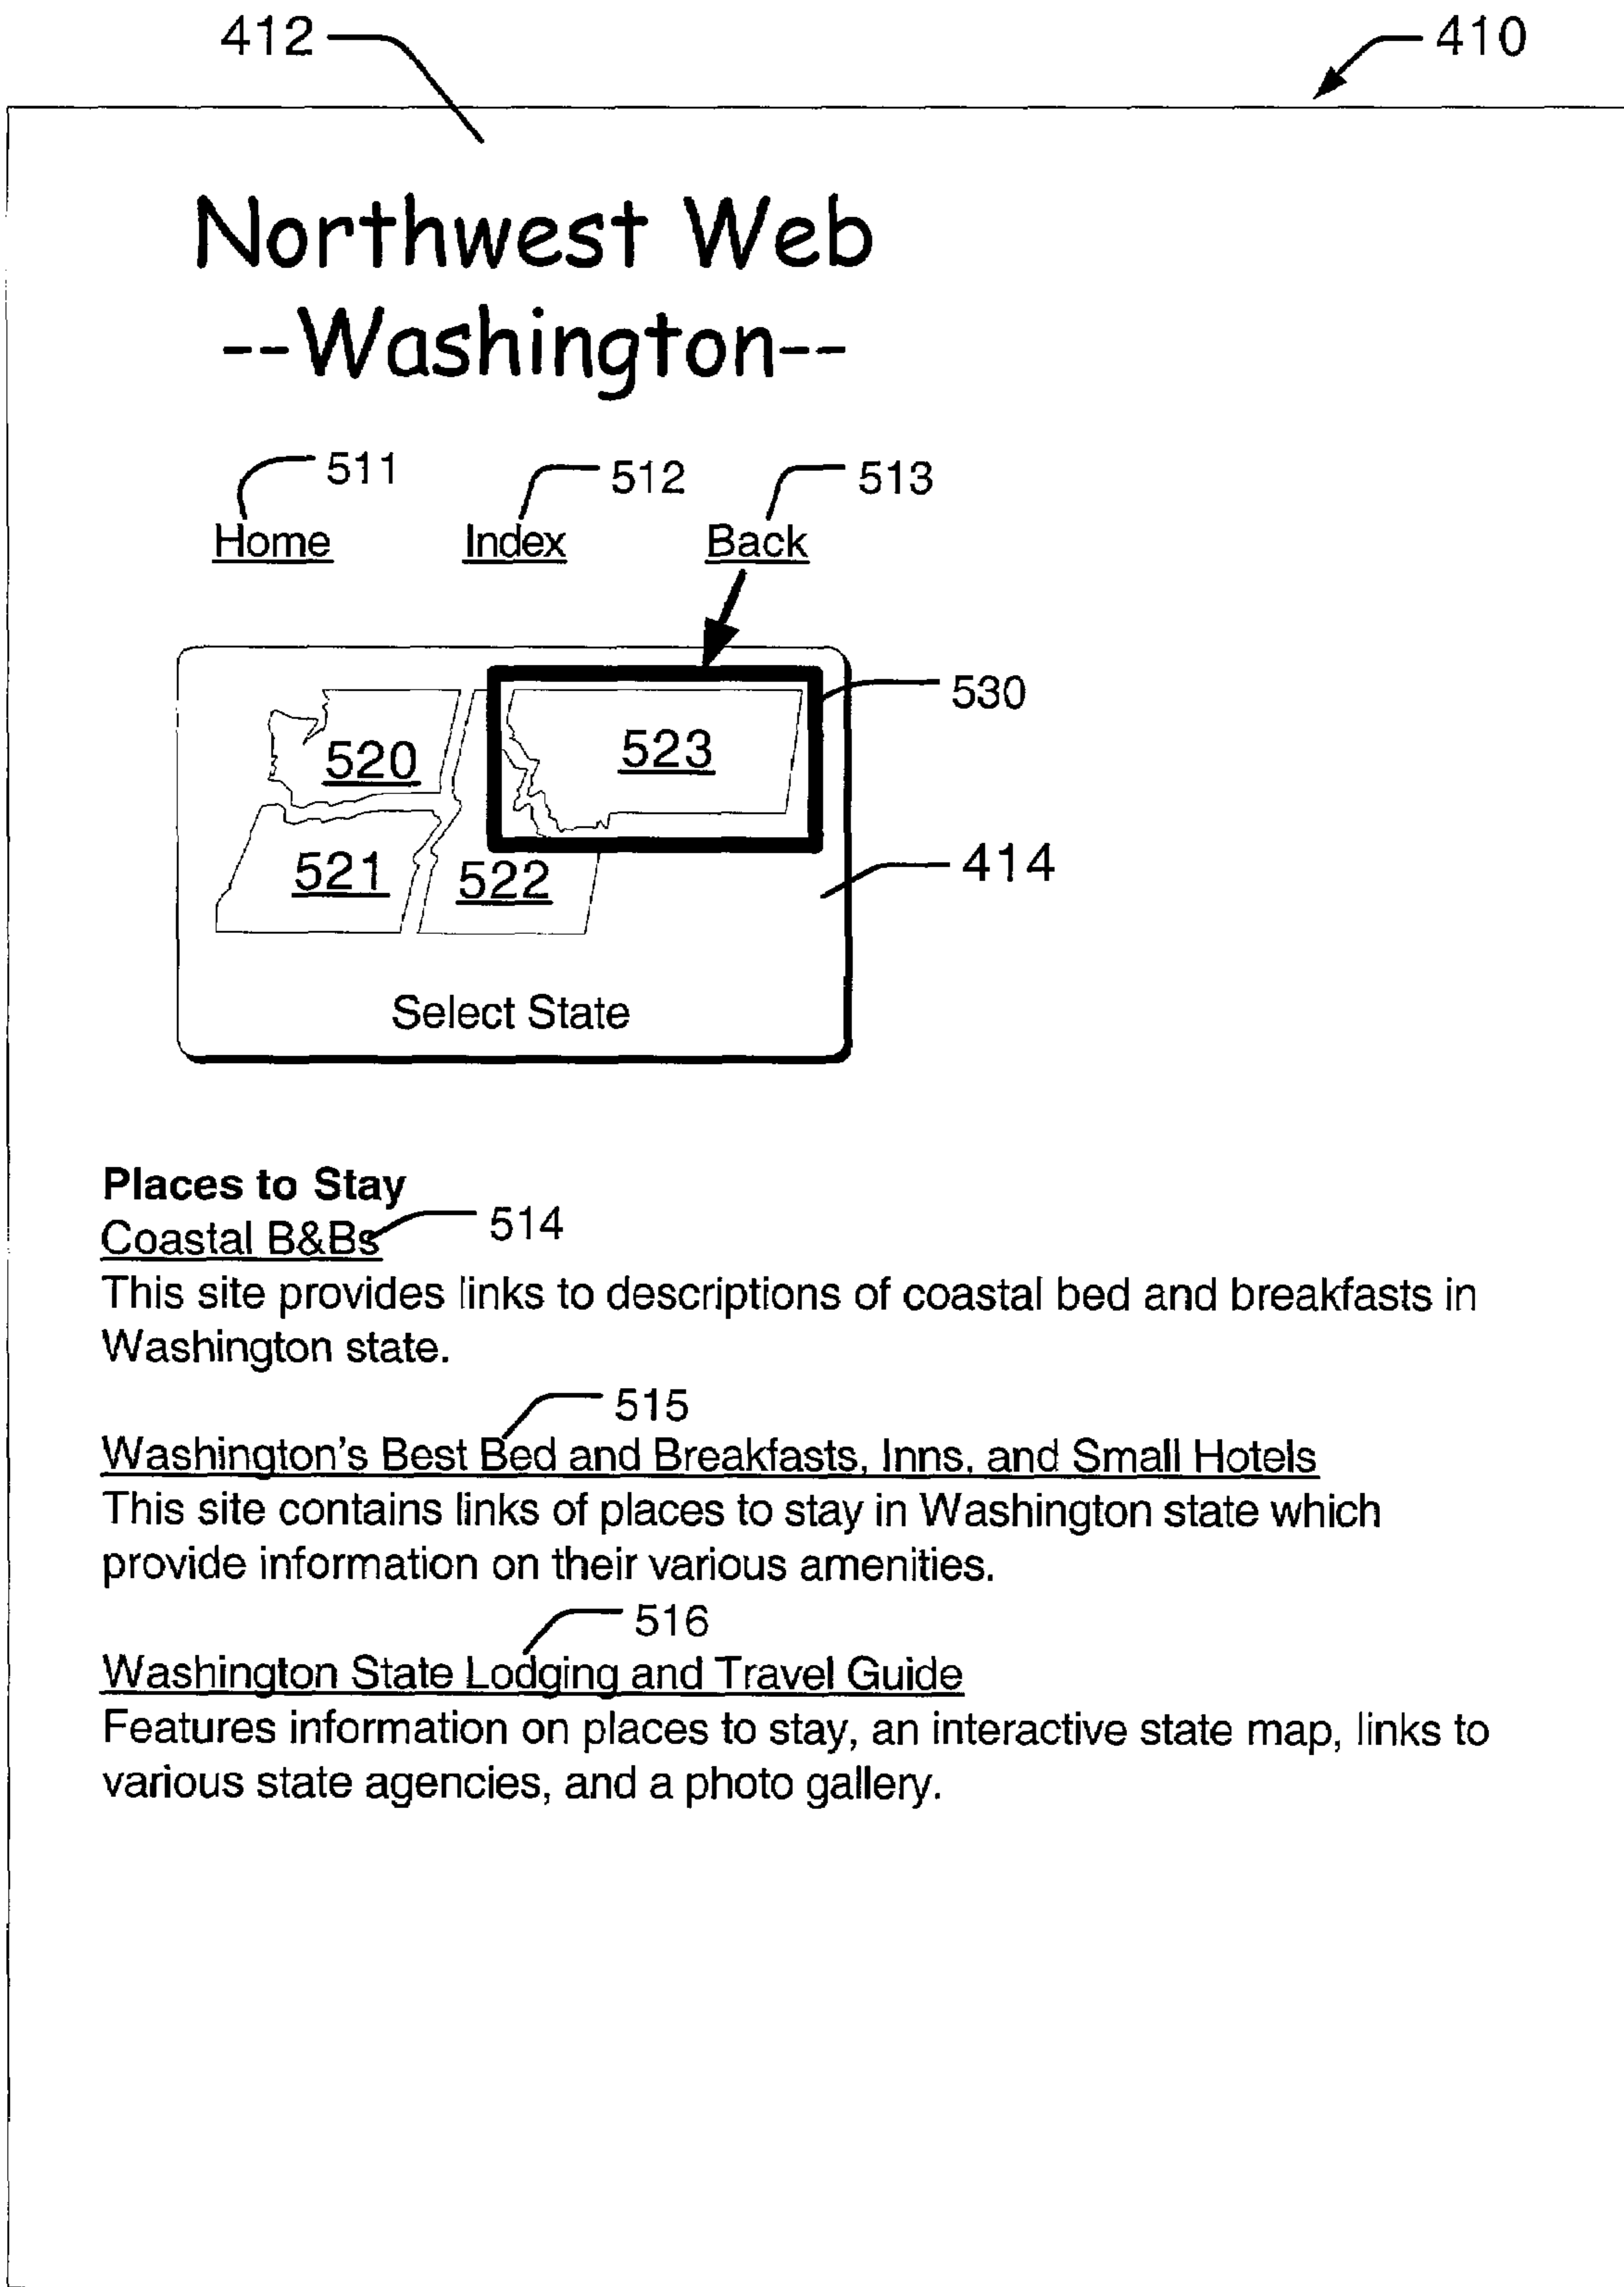 412
410
Northwest Web
--Washington--
511
512
513
Home Index Back
530
520
523
521
522
414
Select State
Places to Stay
514
Coastal B&Bs
This site provides links to descriptions of coastal bed and breakfasts in
Washington state.
515
Washington's Best Bed and Breakfasts, Inns, and Small Hotels
This site contains links of places to stay in Washington state which
provide information on their various amenities.
516
Washington State Lodging and Travel Guide
Features information on places to stay, an interactive state map, links to
various state agencies, and a photo gallery.